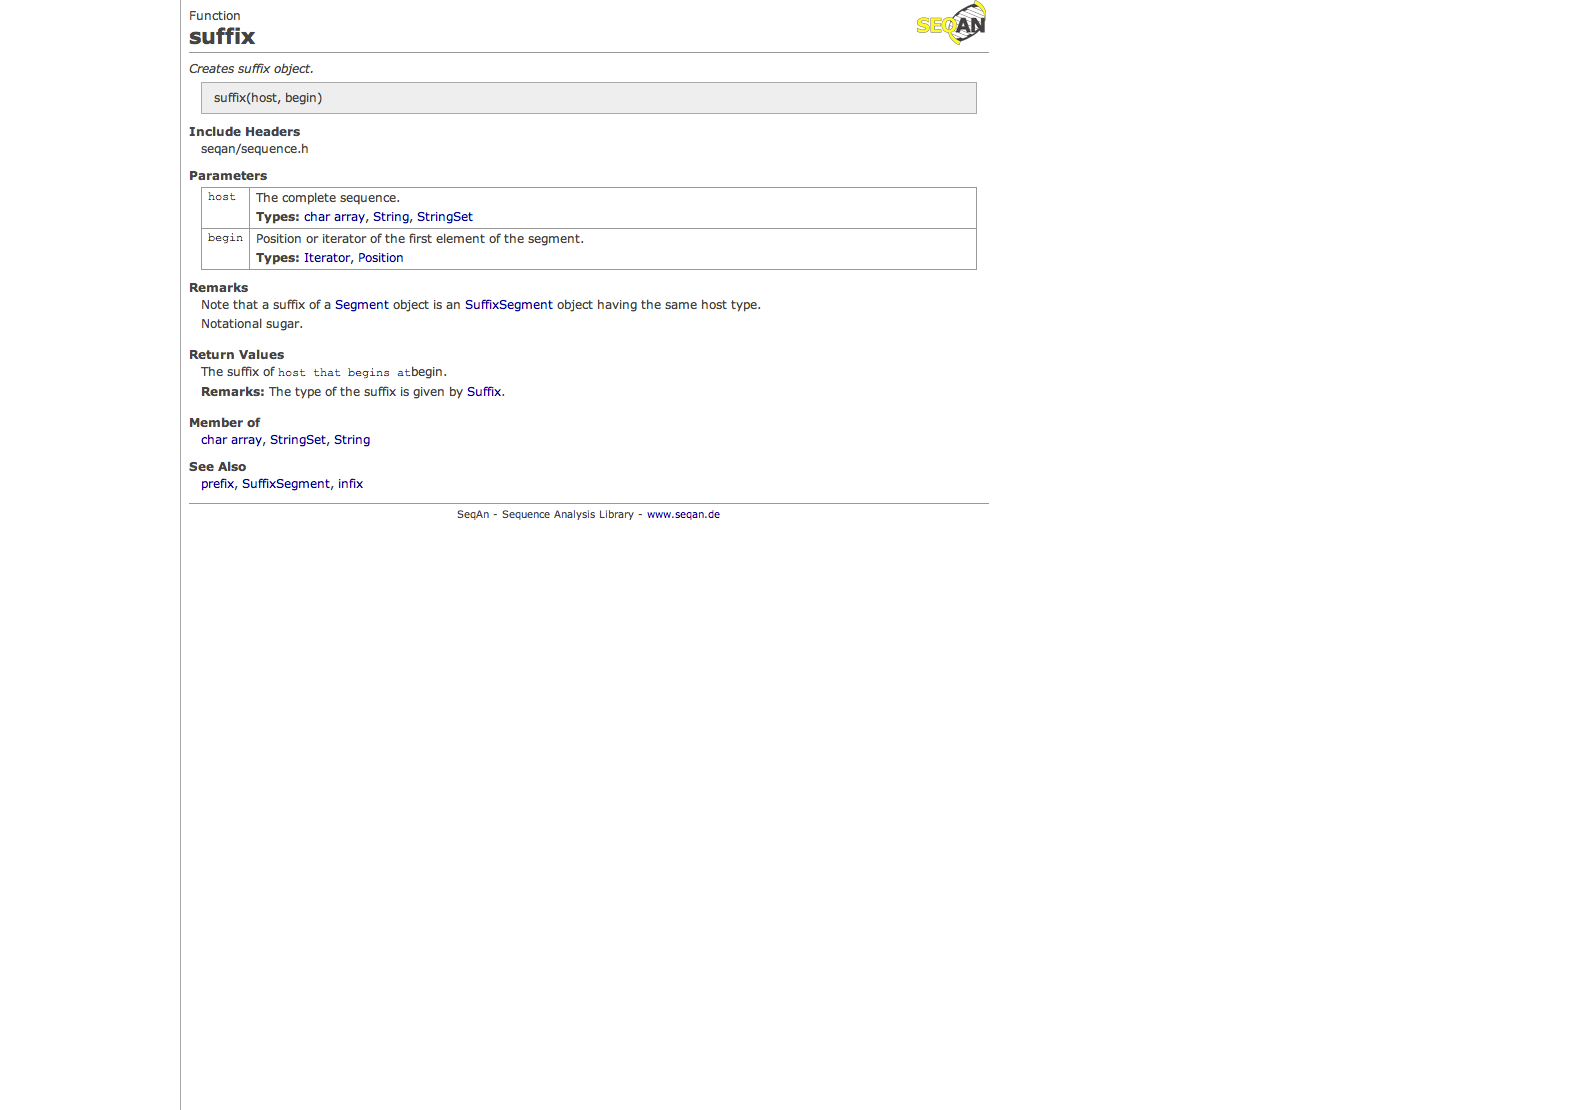 Function
suffix
SEQAN
Creates suffix object.
suffix(host, begin)
Include Headers
seqan/sequence.h
Parameters
host The complete sequence.
Types: char array, String, StringSet
begin Position or iterator of the first element of the segment.
Types: Iterator, Position
Remarks
Note that a suffix of a Segment object is an SuffixSegment object having the same host type.
Notational sugar.
Return Values
The suffix of host that begins atbegin.
Remarks: The type of the suffix is given by Suffix.
Member of
char array, StringSet, String
See Also
prefix, SuffixSegment, infix
SeqAn - Sequence Analysis Library - www.seqan.de